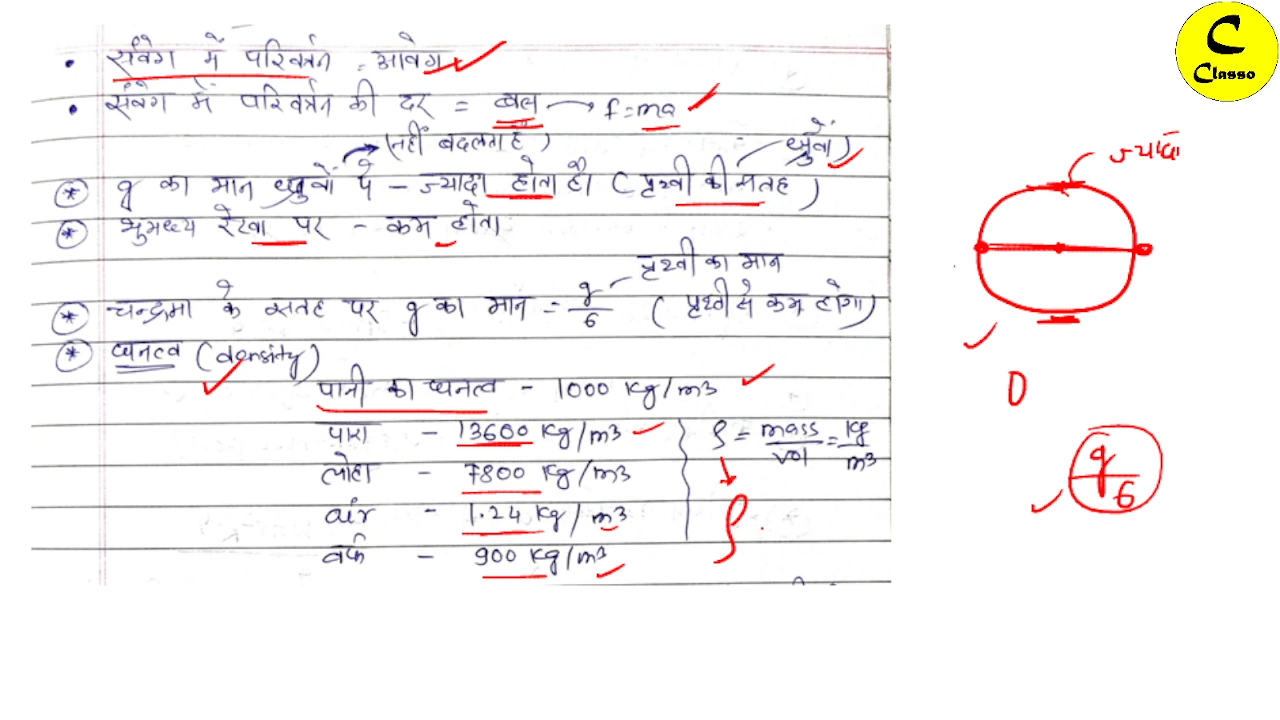 C
Classo
• संवेग में परिवर्तन = आवेग
• संवेग में परिवर्तन की दर = बल → f=ma
(नहीं बदलता है)
ध्रुवों
ज्यादा
* g का मान ध्रुवों पे - ज्यादा होता है। (पृथ्वी की सतह)
* भुमध्य रेखा पर - कम होता
पृथ्वी का मान
* चन्द्रमा के सतह पर g का मान = g/6 (पृथ्वी से कम होगा)
* घनत्व (density)
पानी का घनत्व - 1000 kg/m3
पारा - 13600 kg/m3
ρ = mass/vol = kg/m3
लोहा - 7800 kg/m3
air - 1.24 kg/m3
ρ
बर्फ - 900 kg/m3
D
g/6